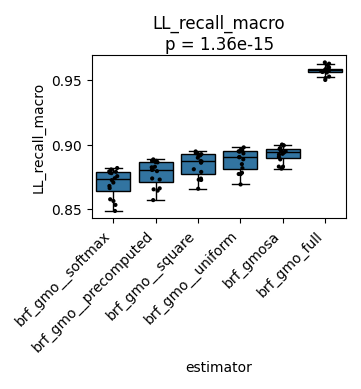 LL_recall_macro
p = 1.36e-15
LL_recall_macro
0.95
0.90
0.85
brf_gmo__softmax
brf_gmo__precomputed
brf_gmo__square
brf_gmo__uniform
brf_gmosa
brf_gmo_full
estimator